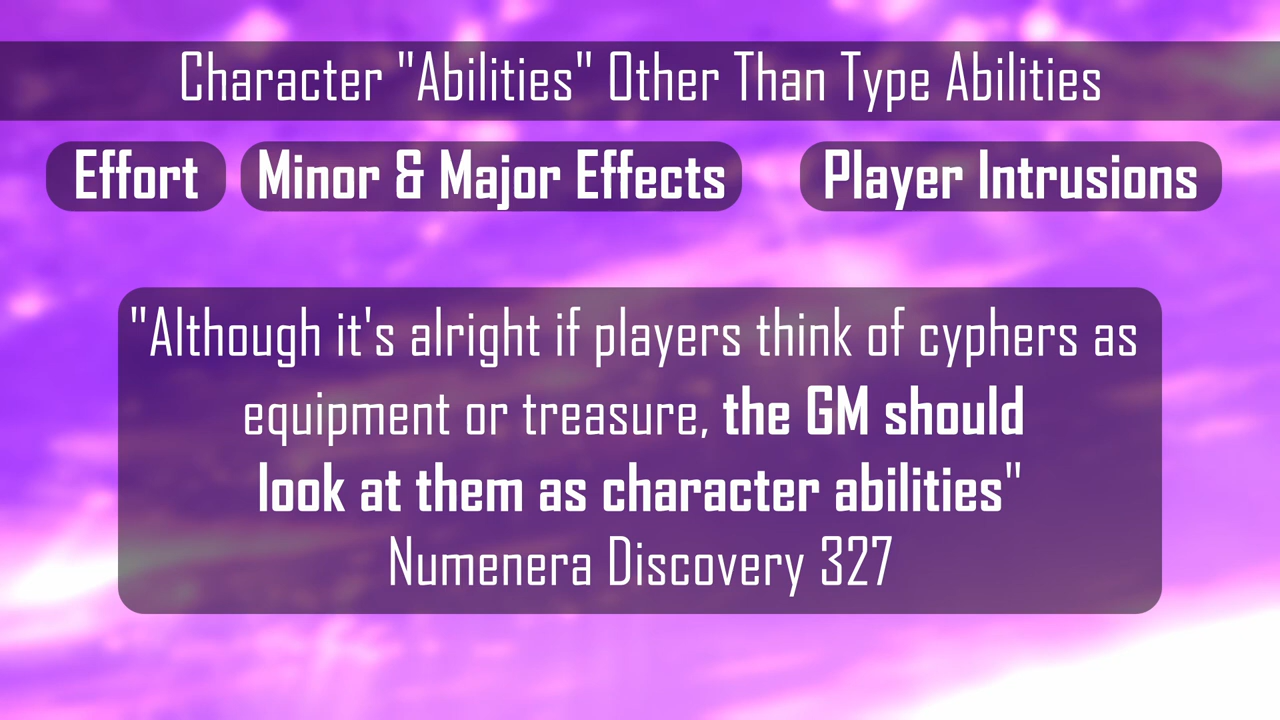 Character "Abilities" Other Than Type Abilities
Effort Minor & Major Effects Player Intrusions
"Although it's alright if players think of cyphers as
equipment or treasure, the GM should
look at them as character abilities"
Numenera Discovery 327